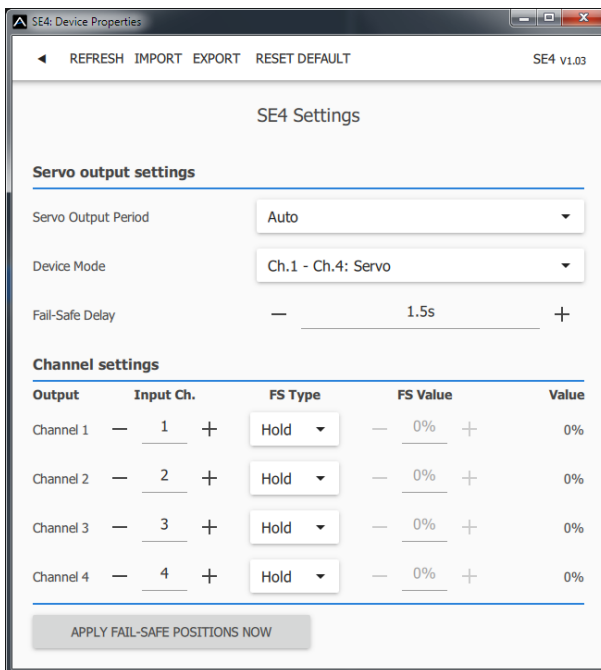 SE4: Device Properties
REFRESH IMPORT EXPORT RESET DEFAULT SE4 V1.03
SE4 Settings
Servo output settings
Servo Output Period Auto
Device Mode Ch.1 - Ch.4: Servo
Fail-Safe Delay — 1.5s +
Channel settings
Output Input Ch. FS Type FS Value Value
Channel 1 — 1 + Hold — 0% + 0%
Channel 2 — 2 + Hold — 0% + 0%
Channel 3 — 3 + Hold — 0% + 0%
Channel 4 — 4 + Hold — 0% + 0%
APPLY FAIL-SAFE POSITIONS NOW